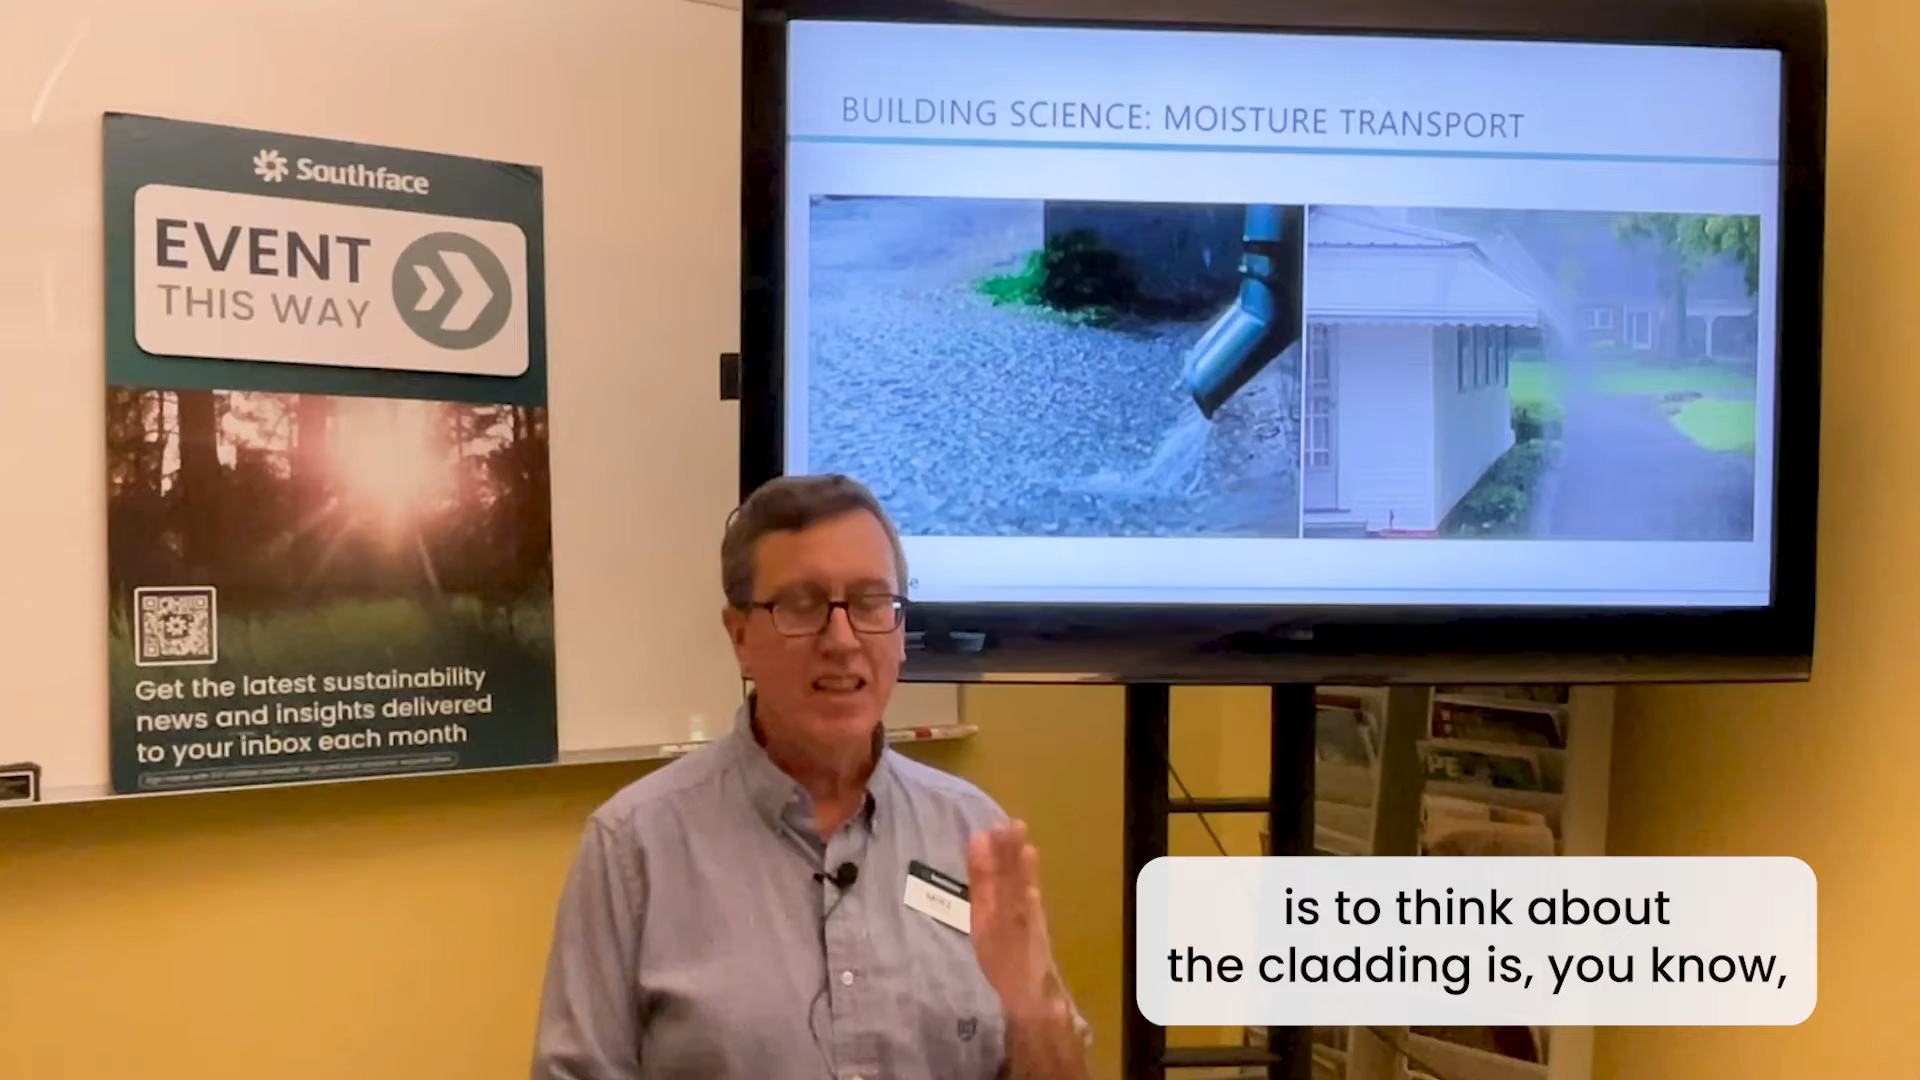 Southface
EVENT
THIS WAY
Get the latest sustainability
news and insights delivered
to your inbox each month
BUILDING SCIENCE: MOISTURE TRANSPORT
is to think about
the cladding is, you know,